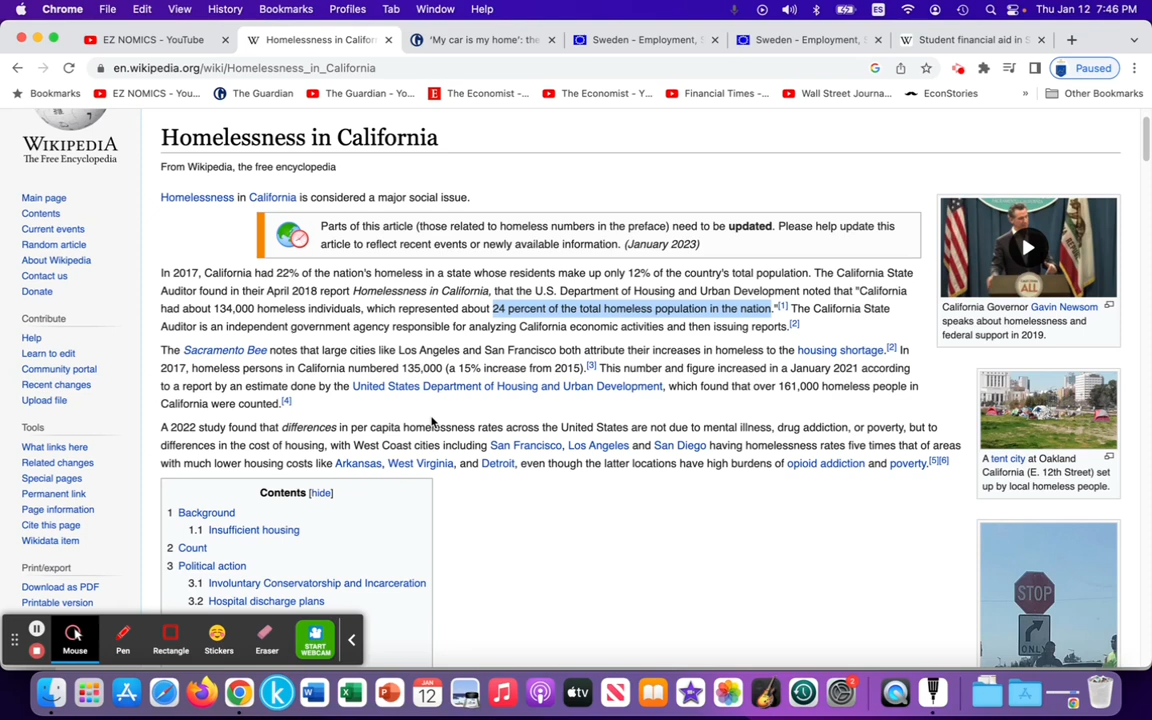 Chrome File Edit View History Bookmarks Profiles Tab Window Help ES Thu Jan 12 7:46 PM
EZ NOMICS - YouTube × Homelessness in Califor × 'My car is my home': the × Sweden - Employment, S × Sweden - Employment, S × Student financial aid in S ×
en.wikipedia.org/wiki/Homelessness_in_California Paused
Bookmarks EZ NOMICS - You... The Guardian The Guardian - Yo... The Economist -... The Economist - Y... Financial Times -... Wall Street Journa... EconStories » Other Bookmarks
WIKIPEDIA
The Free Encyclopedia
Main page
Contents
Current events
Random article
About Wikipedia
Contact us
Donate
Contribute
Help
Learn to edit
Community portal
Recent changes
Upload file
Tools
What links here
Related changes
Special pages
Permanent link
Page information
Cite this page
Wikidata item
Print/export
Download as PDF
Printable version
Homelessness in California
From Wikipedia, the free encyclopedia
Homelessness in California is considered a major social issue.
Parts of this article (those related to homeless numbers in the preface) need to be updated. Please help update this
article to reflect recent events or newly available information. (January 2023)
In 2017, California had 22% of the nation's homeless in a state whose residents make up only 12% of the country's total population. The California State
Auditor found in their April 2018 report Homelessness in California, that the U.S. Department of Housing and Urban Development noted that "California
had about 134,000 homeless individuals, which represented about 24 percent of the total homeless population in the nation."[1] The California State
Auditor is an independent government agency responsible for analyzing California economic activities and then issuing reports.[2]
The Sacramento Bee notes that large cities like Los Angeles and San Francisco both attribute their increases in homeless to the housing shortage.[2] In
2017, homeless persons in California numbered 135,000 (a 15% increase from 2015).[3] This number and figure increased in a January 2021 according
to a report by an estimate done by the United States Department of Housing and Urban Development, which found that over 161,000 homeless people in
California were counted.[4]
A 2022 study found that differences in per capita homelessness rates across the United States are not due to mental illness, drug addiction, or poverty, but to
differences in the cost of housing, with West Coast cities including San Francisco, Los Angeles and San Diego having homelessness rates five times that of areas
with much lower housing costs like Arkansas, West Virginia, and Detroit, even though the latter locations have high burdens of opioid addiction and poverty.[5][6]
Contents [hide]
1 Background
1.1 Insufficient housing
2 Count
3 Political action
3.1 Involuntary Conservatorship and Incarceration
3.2 Hospital discharge plans
California Governor Gavin Newsom
speaks about homelessness and
federal support in 2019.
A tent city at Oakland
California (E. 12th Street) set
up by local homeless people.
STOP
ONLY
Mouse Pen Rectangle Stickers Eraser START
WEBCAM
JAN
12
2